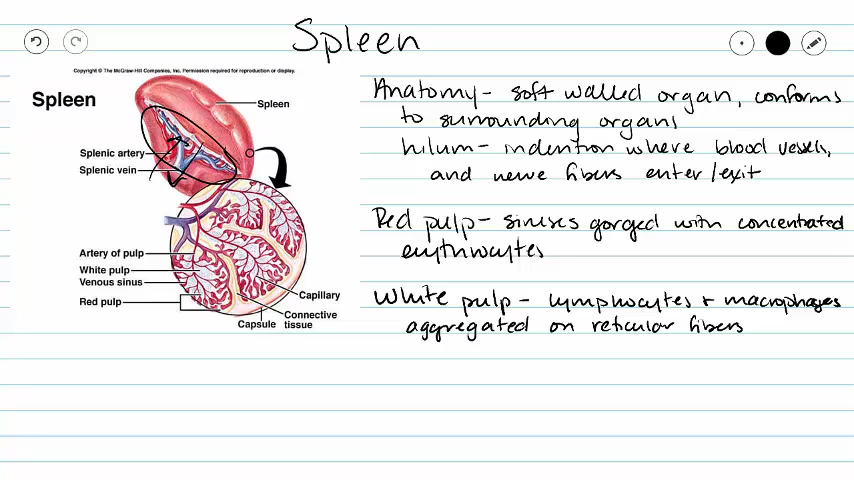 Spleen
Copyright © The McGraw-Hill Companies, Inc. Permission required for reproduction or display.
Spleen
Spleen
Splenic artery
Splenic vein
Artery of pulp
White pulp
Venous sinus
Red pulp
Capillary
Connective
tissue
Capsule
Anatomy - soft walled organ, conforms
to surrounding organs
hilum - indention where blood vessels,
and nerve fibers enter/exit
Red pulp - sinuses gorged with concentrated
erythrocytes
White pulp - lymphocytes + macrophages
aggregated on reticular fibers